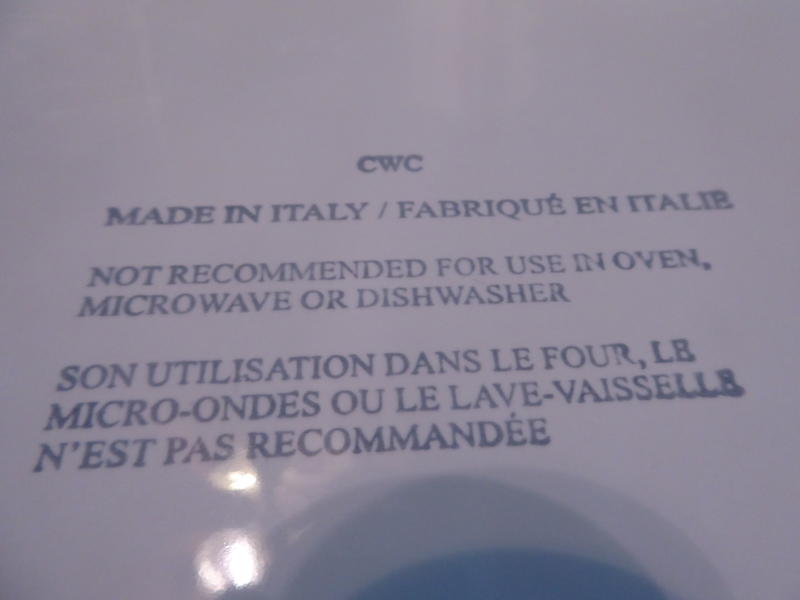 CWC
MADE IN ITALY / FABRIQUÉ EN ITALIE
NOT RECOMMENDED FOR USE IN OVEN,
MICROWAVE OR DISHWASHER
SON UTILISATION DANS LE FOUR, LE
MICRO-ONDES OU LE LAVE-VAISSELLE
N'EST PAS RECOMMANDÉE